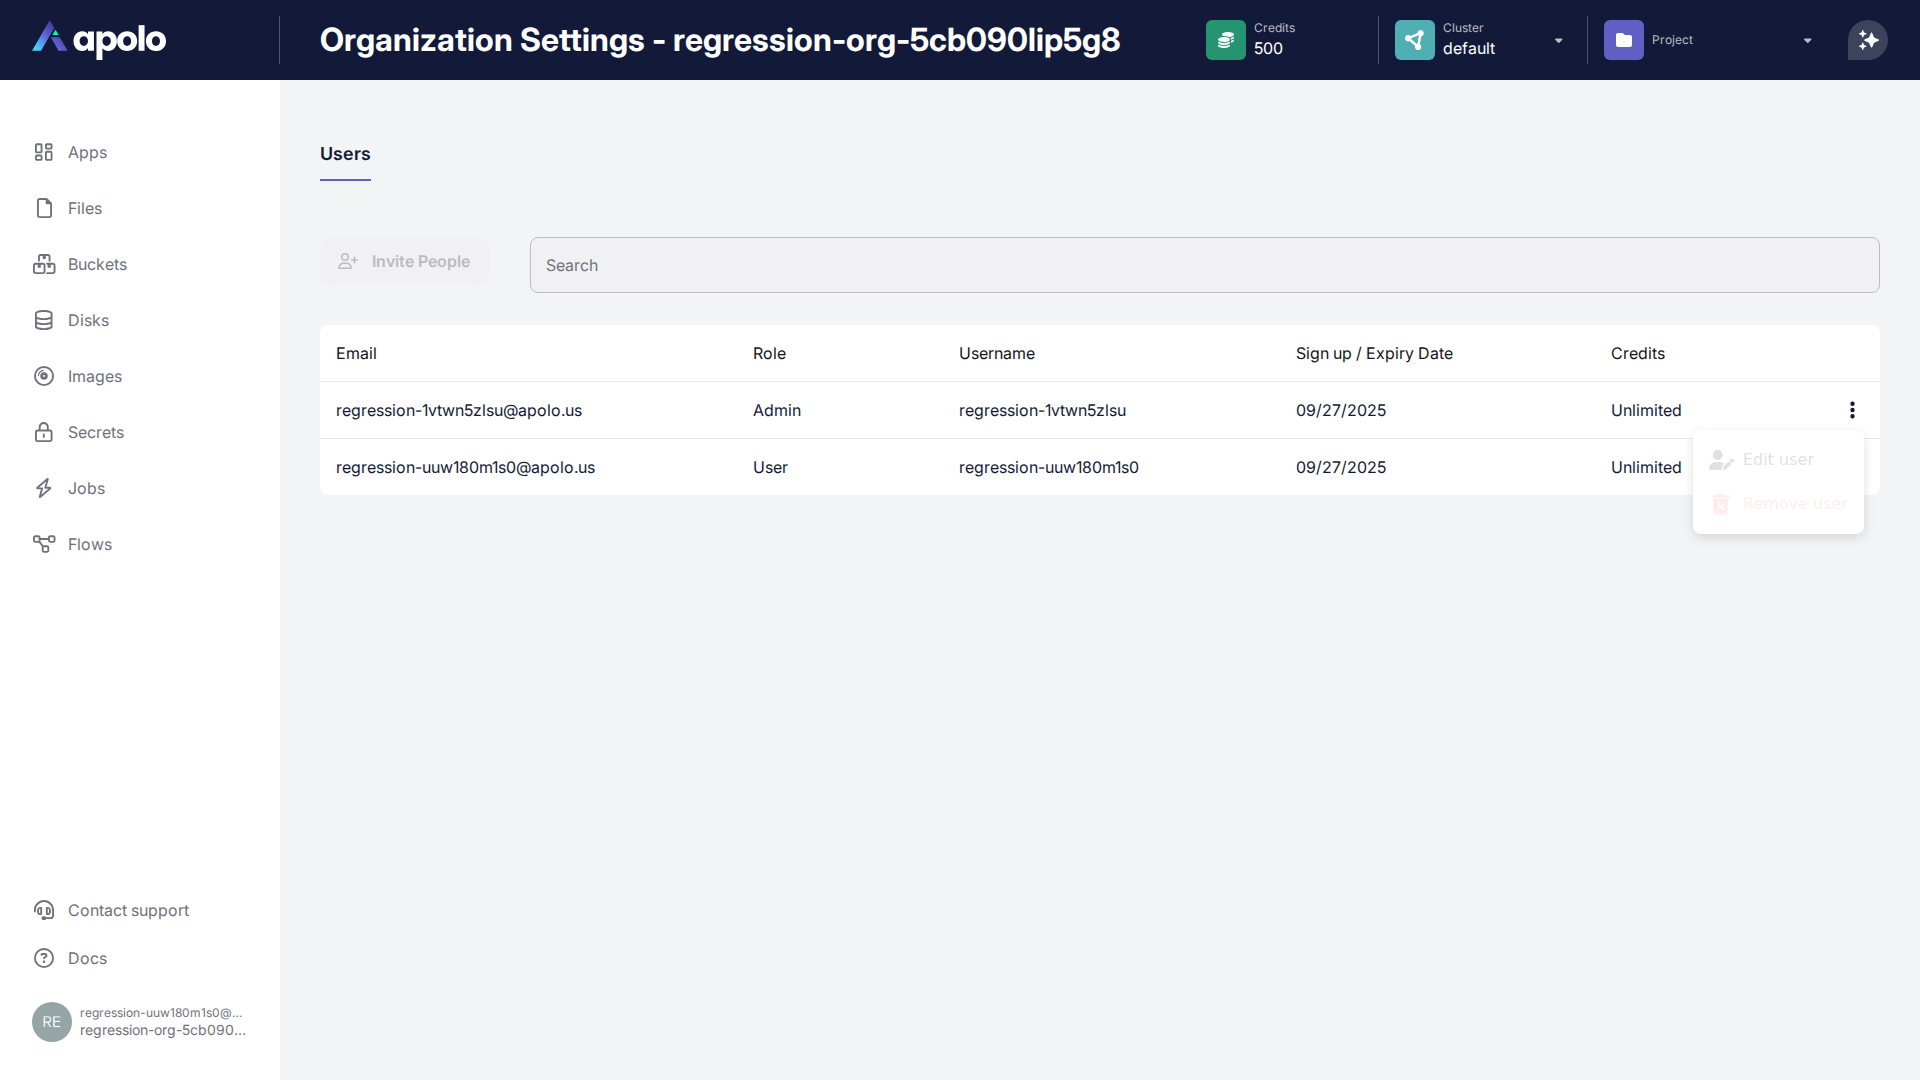 apolo
Organization Settings - regression-org-5cb090lip5g8
Credits
500
Cluster
default
Project
Apps
Files
Buckets
Disks
Images
Secrets
Jobs
Flows
Users
Invite People
Search
Email Role Username Sign up / Expiry Date Credits
regression-1vtwn5zlsu@apolo.us Admin regression-1vtwn5zlsu 09/27/2025 Unlimited
regression-uuw180m1s0@apolo.us User regression-uuw180m1s0 09/27/2025 Unlimited
Edit user
Remove user
Contact support
Docs
RE
regression-uuw180m1s0@...
regression-org-5cb090...